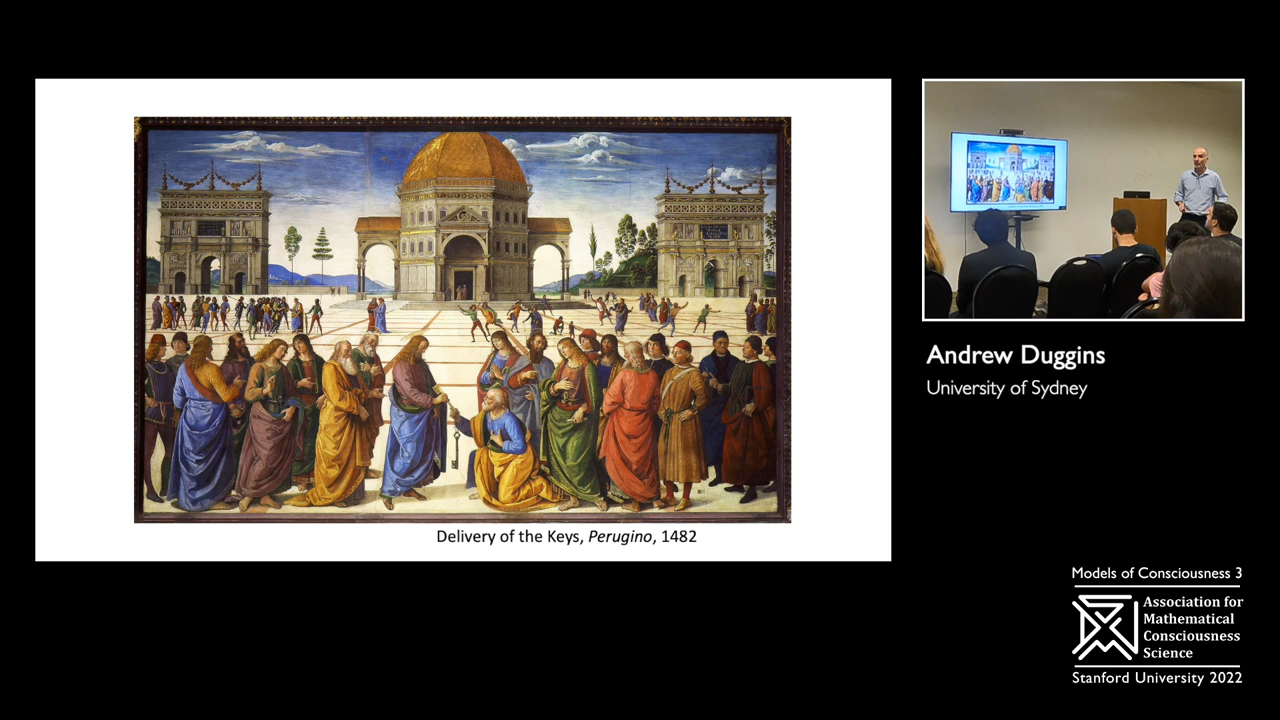 Delivery of the Keys, Perugino, 1482
Andrew Duggins
University of Sydney
Models of Consciousness 3
Association for
Mathematical
Consciousness
Science
Stanford University 2022